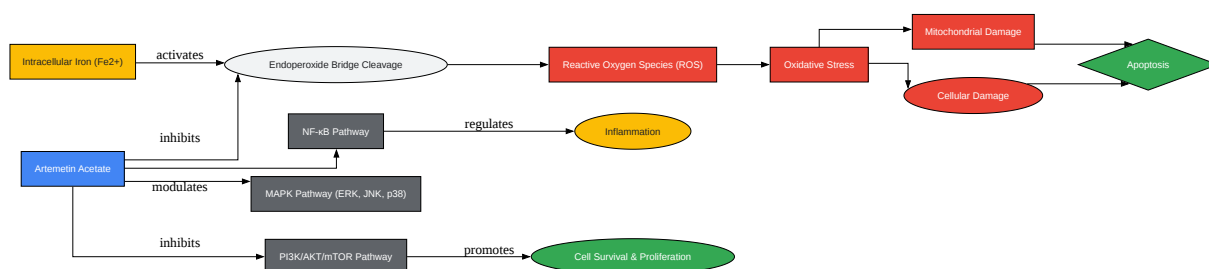 Mitochondrial Damage
activates
Intracellular Iron (Fe2+)
Endoperoxide Bridge Cleavage
Reactive Oxygen Species (ROS)
Oxidative Stress
Apoptosis
Cellular Damage
inhibits
NF-κB Pathway
regulates
Inflammation
Artemetin Acetate
modulates
MAPK Pathway (ERK, JNK, p38)
inhibits
PI3K/AKT/mTOR Pathway
promotes
Cell Survival & Proliferation